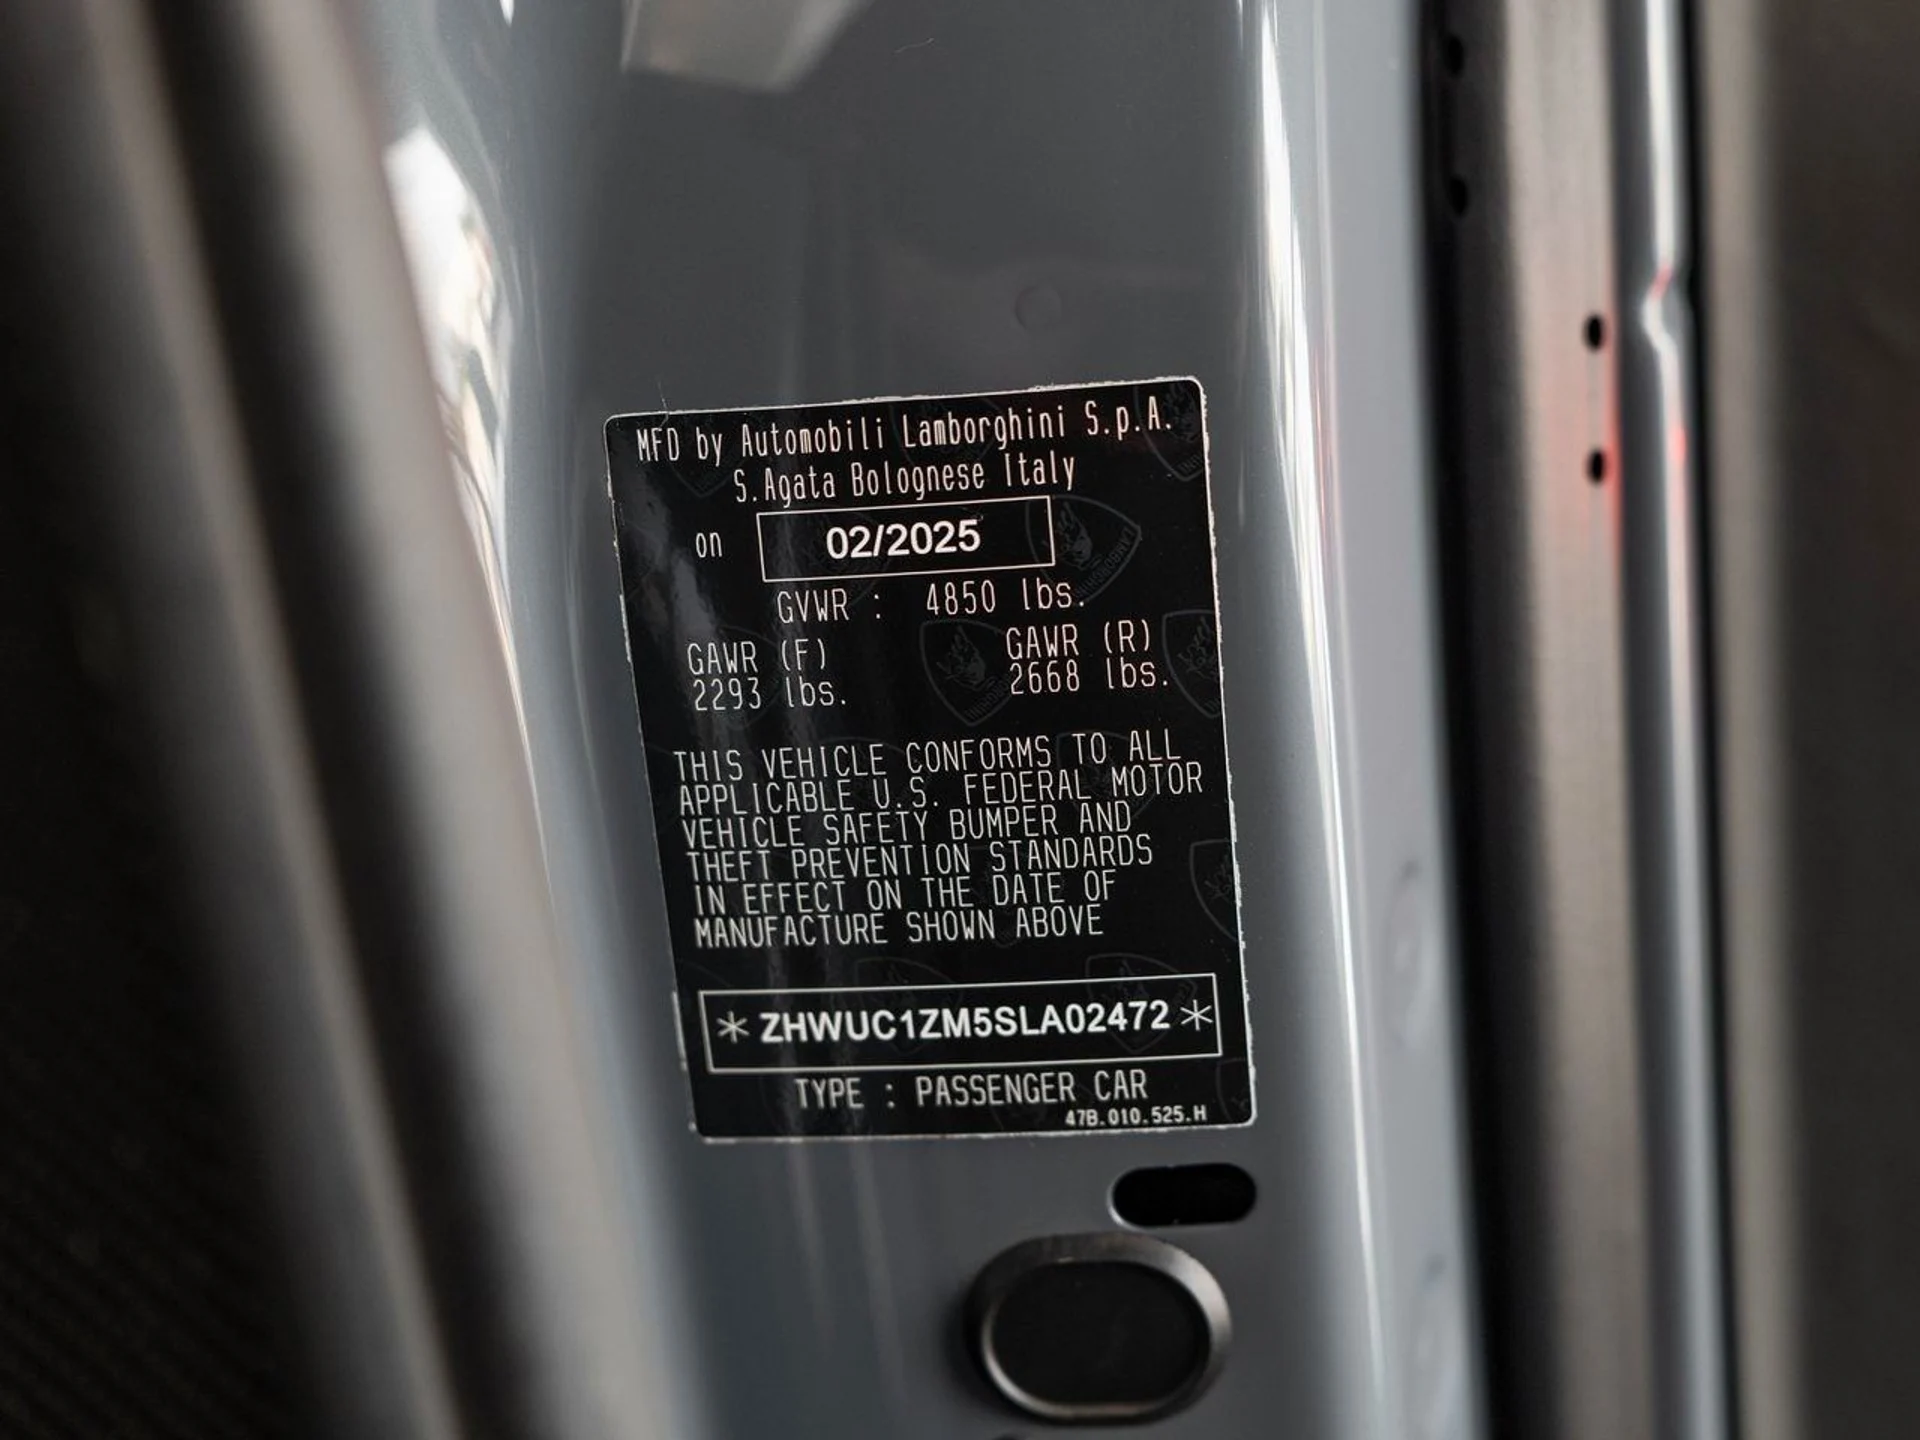 MFD by Automobili Lamborghini S.p.A.
S.Agata Bolognese Italy
on 02/2025
GVWR : 4850 lbs.
GAWR (F) GAWR (R)
2293 lbs. 2668 lbs.
THIS VEHICLE CONFORMS TO ALL
APPLICABLE U.S. FEDERAL MOTOR
VEHICLE SAFETY BUMPER AND
THEFT PREVENTION STANDARDS
IN EFFECT ON THE DATE OF
MANUFACTURE SHOWN ABOVE
* ZHWUC1ZM5SLA02472 *
TYPE : PASSENGER CAR
47B.010.525.H